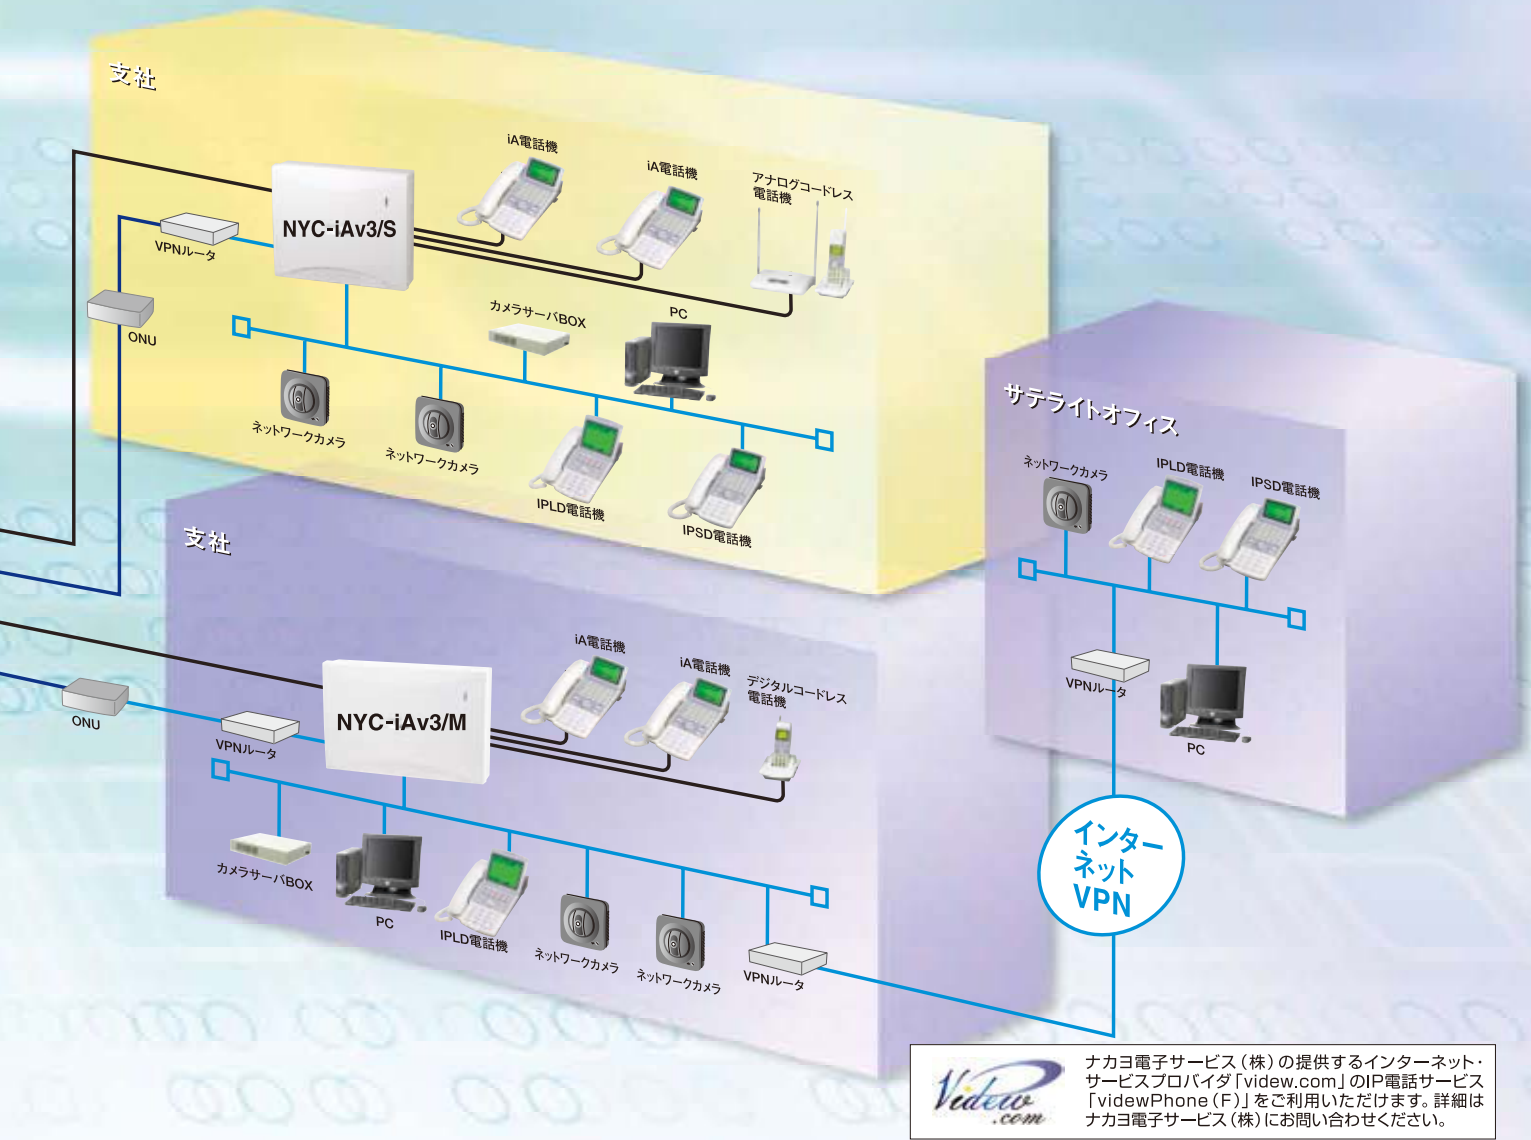 支社
iA電話機
iA電話機
アナログコードレス
電話機
NYC-iAv3/S
VPNルータ
ONU
カメラサーバBOX
PC
ネットワークカメラ
ネットワークカメラ
IPLD電話機
IPSD電話機
サテライトオフィス
ネットワークカメラ
IPLD電話機
IPSD電話機
VPNルータ
PC
支社
iA電話機
iA電話機
デジタルコードレス
電話機
NYC-iAv3/M
ONU
VPNルータ
カメラサーバBOX
PC
IPLD電話機
ネットワークカメラ
ネットワークカメラ
VPNルータ
インター
ネット
VPN
Videw
.com
ナカヨ電子サービス(株)の提供するインターネット・
サービスプロバイダ「videw.com」のIP電話サービス
「videwPhone(F)」をご利用いただけます。詳細は
ナカヨ電子サービス(株)にお問い合わせください。